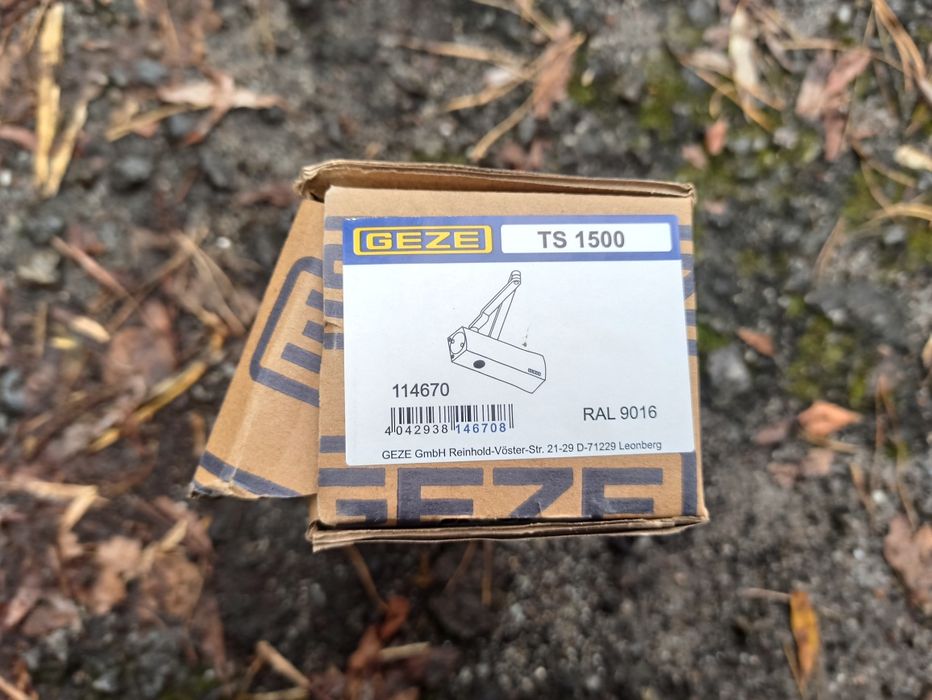 GEZE TS 1500
GEZE
114670
4 042938 146708
RAL 9016
GEZE GmbH Reinhold-Vöster-Str. 21-29 D-71229 Leonberg
GEZE